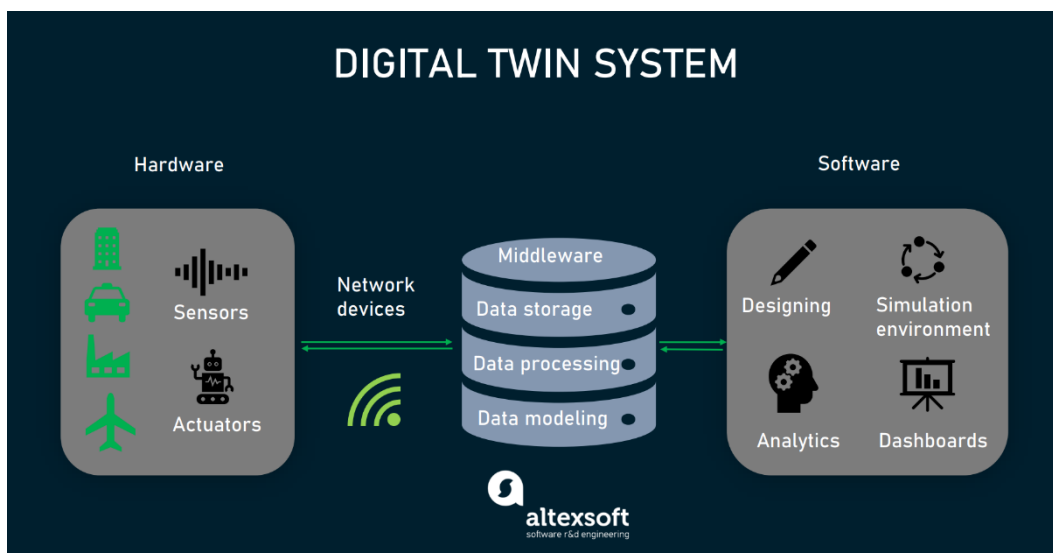 DIGITAL TWIN SYSTEM
Hardware
Software
Sensors
Actuators
Network
devices
Middleware
Data storage
Data processing
Data modeling
Designing
Simulation
environment
Analytics
Dashboards
altexsoft
software r&d engineering